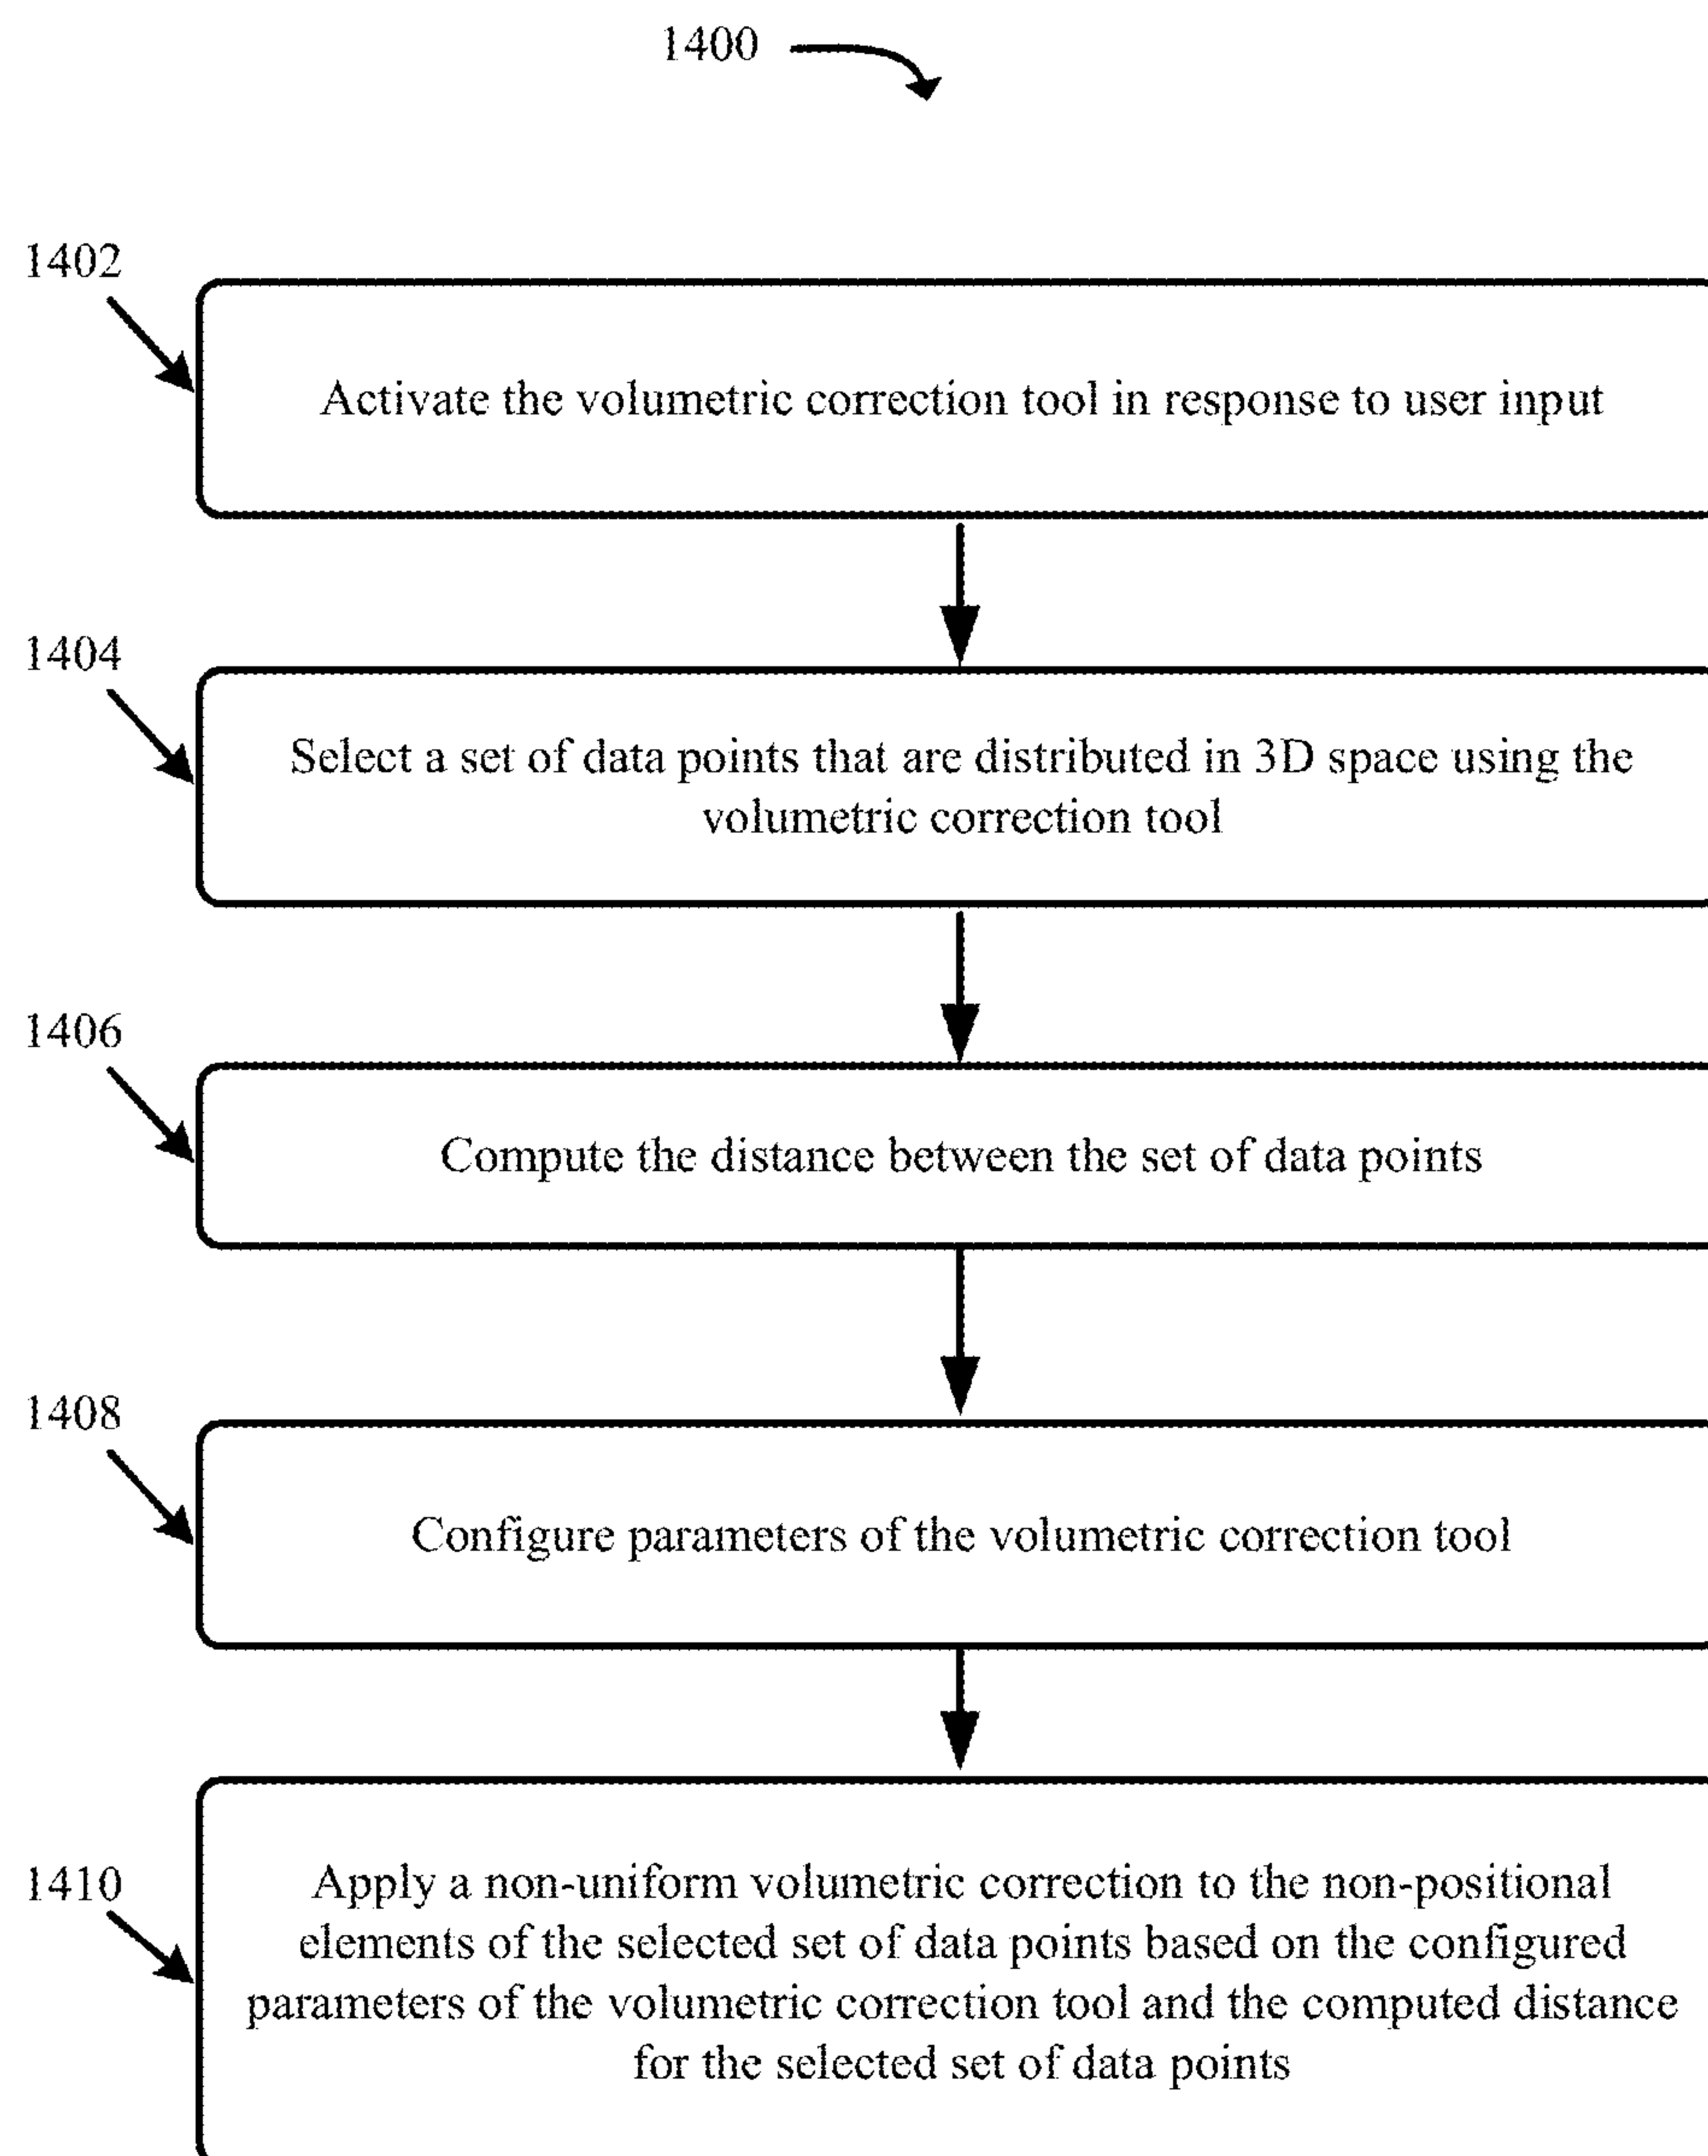 1400
1402
Activate the volumetric correction tool in response to user input
1404
Select a set of data points that are distributed in 3D space using the
volumetric correction tool
1406
Compute the distance between the set of data points
1408
Configure parameters of the volumetric correction tool
1410
Apply a non-uniform volumetric correction to the non-positional
elements of the selected set of data points based on the configured
parameters of the volumetric correction tool and the computed distance
for the selected set of data points